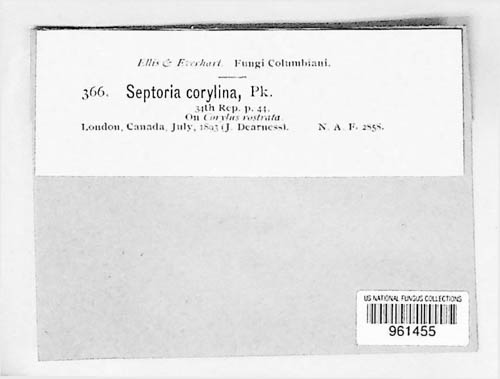 Ellis & Everhart. Fungi Columbiani.
366. Septoria corylina, Pk.
34th Rep. p. 44.
On Corylus rostrata.
London, Canada, July, 1893 (J. Dearness). N. A. F. 2858.
US NATIONAL FUNGUS COLLECTIONS
961455